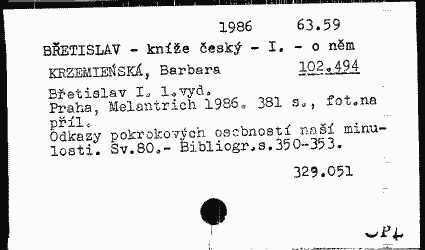 1986 63.59
BŘETISLAV - kníže český - I. - o něm
KRZEMIEŃSKÁ, Barbara 102.494
Břetislav I. 1.vyd.
Praha, Melantrich 1986. 381 s., fot.na
příl.
Odkazy pokrokových osobností naší minu-
losti. Sv.80.- Bibliogr.s.350-353.
329.051